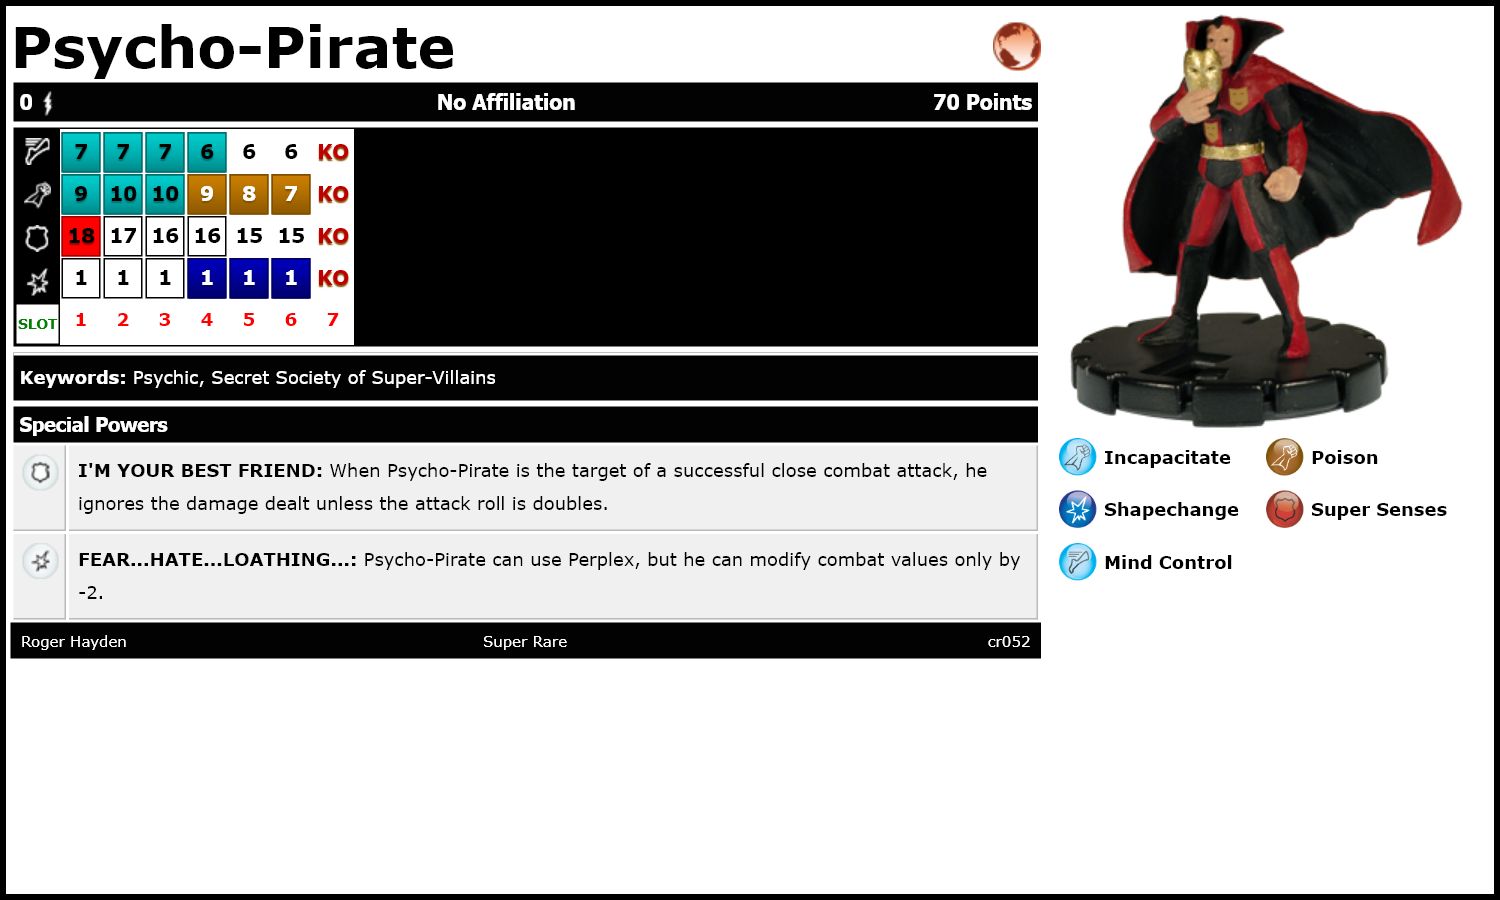 Psycho-Pirate
0 No Affiliation 70 Points
7 7 7 6 6 6 KO
9 10 10 9 8 7 KO
18 17 16 16 15 15 KO
1 1 1 1 1 1 KO
SLOT 1 2 3 4 5 6 7
Keywords: Psychic, Secret Society of Super-Villains
Special Powers
I'M YOUR BEST FRIEND: When Psycho-Pirate is the target of a successful close combat attack, he
ignores the damage dealt unless the attack roll is doubles.
FEAR...HATE...LOATHING...: Psycho-Pirate can use Perplex, but he can modify combat values only by
-2.
Roger Hayden Super Rare cr052
Incapacitate Poison
Shapechange Super Senses
Mind Control